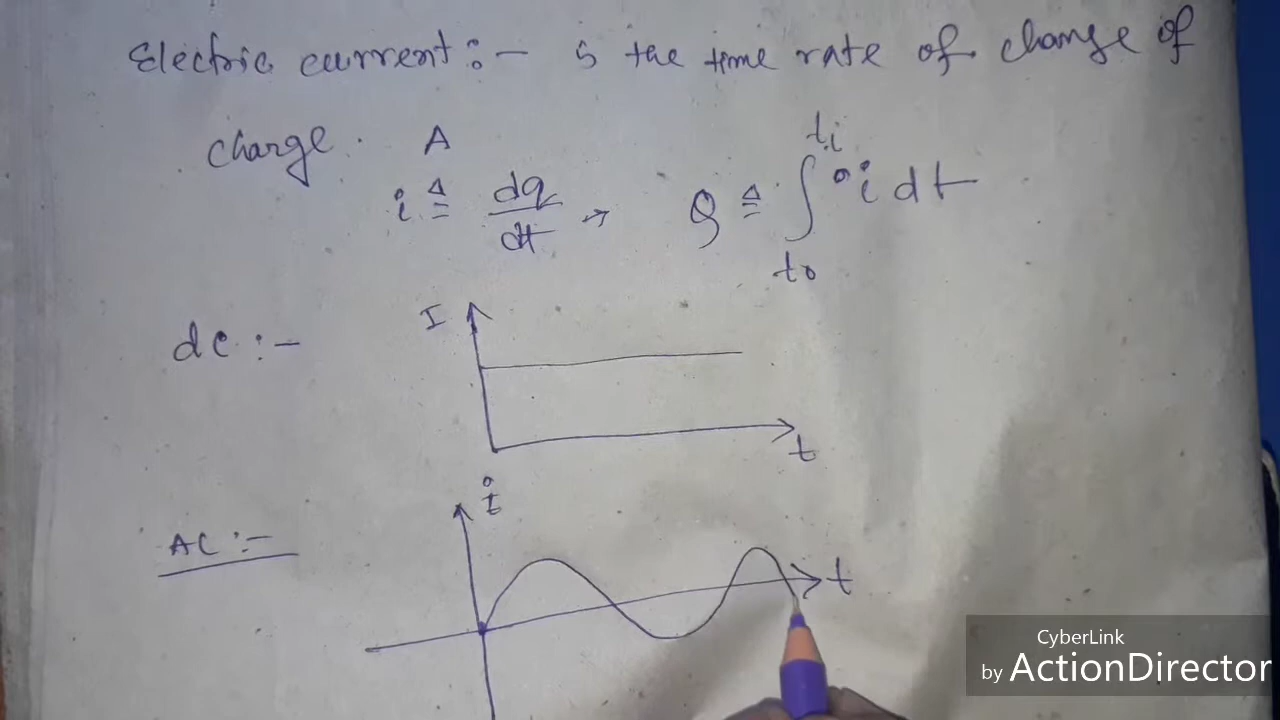 Electric current :- is the time rate of change of
charge. A
i ≜ dq/dt → Q ≜ ∫ t0 ti i dt
I
dc :-
t
i
AC :-
t
CyberLink
by ActionDirector